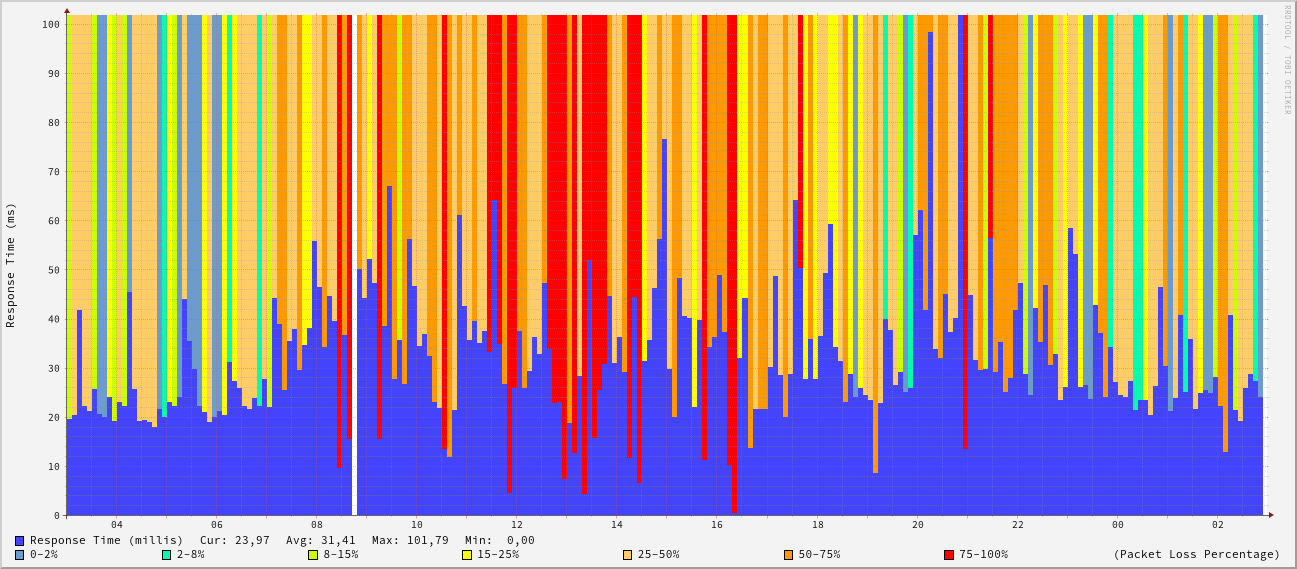 RRDTOOL / TOBI OETIKER
Response Time (ms)
100
90
80
70
60
50
40
30
20
10
0
04 06 08 10 12 14 16 18 20 22 00 02
Response Time (millis) Cur: 23,97 Avg: 31,41 Max: 101,79 Min: 0,00
0-2% 2-8% 8-15% 15-25% 25-50% 50-75% 75-100% (Packet Loss Percentage)